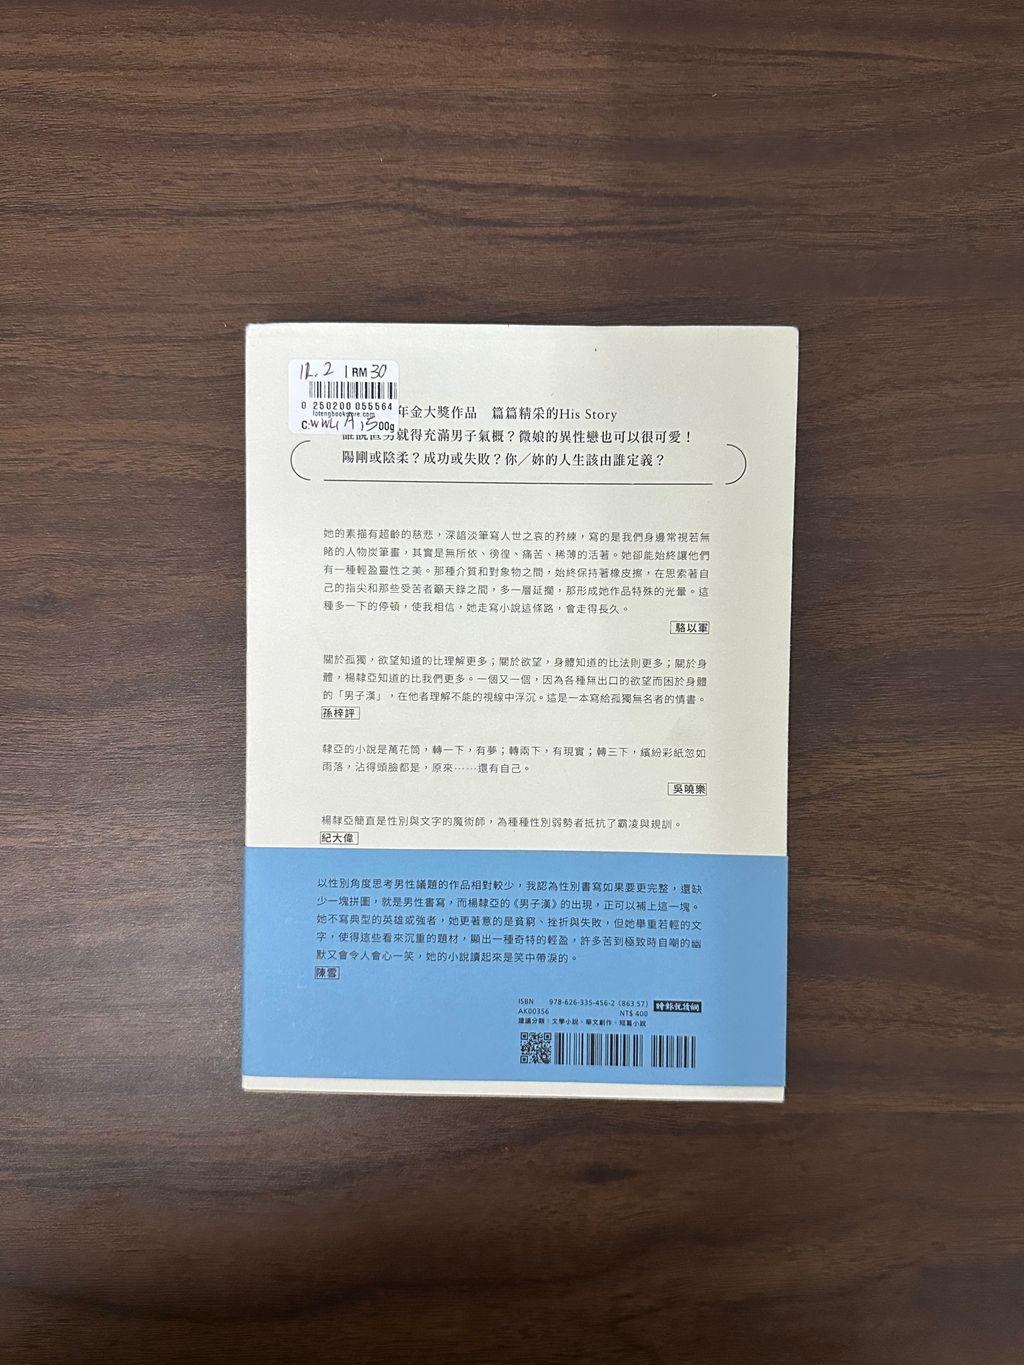 12.2 | RM 30
0 250200 055564
fotengbookstore.com
C: A 1500g
年金大獎作品 篇篇精采的His Story
誰說直男就得充滿男子氣概？微娘的異性戀也可以很可愛！
陽剛或陰柔？成功或失敗？你／妳的人生該由誰定義？
她的素描有超齡的慈悲，深諳淡筆寫人世之哀的矜練，寫的是我們身邊常視若無
睹的人物炭筆畫，其實是無所依、徬徨、痛苦、稀薄的活著。她卻能始終讓他們
有一種輕盈靈性之美。那種介質和對象物之間，始終保持著橡皮擦，在思索著自
己的指尖和那些受苦者籲天錄之間，多一層延擱，那形成她作品特殊的光暈。這
種多一下的停頓，使我相信，她走寫小說這條路，會走得長久。
駱以軍
關於孤獨，欲望知道的比理解更多；關於欲望，身體知道的比法則更多；關於身
體，楊隸亞知道的比我們更多。一個又一個，因為各種無出口的欲望而困於身體
的「男子漢」，在他者理解不能的視線中浮沉。這是一本寫給孤獨無名者的情書。
孫梓評
隸亞的小說是萬花筒，轉一下，有夢；轉兩下，有現實；轉三下，繽紛彩紙忽如
雨落，沾得頭臉都是，原來⋯⋯還有自己。
吳曉樂
楊隸亞簡直是性別與文字的魔術師，為種種性別弱勢者抵抗了霸凌與規訓。
紀大偉
以性別角度思考男性議題的作品相對較少，我認為性別書寫如果要更完整，還缺
少一塊拼圖，就是男性書寫，而楊隸亞的《男子漢》的出現，正可以補上這一塊。
她不寫典型的英雄或強者，她更著意的是貧窮、挫折與失敗，但她舉重若輕的文
字，使得這些看來沉重的題材，顯出一種奇特的輕盈，許多苦到極致時自嘲的幽
默又會令人會心一笑，她的小說讀起來是笑中帶淚的。
陳雪
ISBN 978-626-335-456-2 (863.57) 時報悅讀網
AK00356 NT$ 400
建議分類：文學小說、華文創作、短篇小說